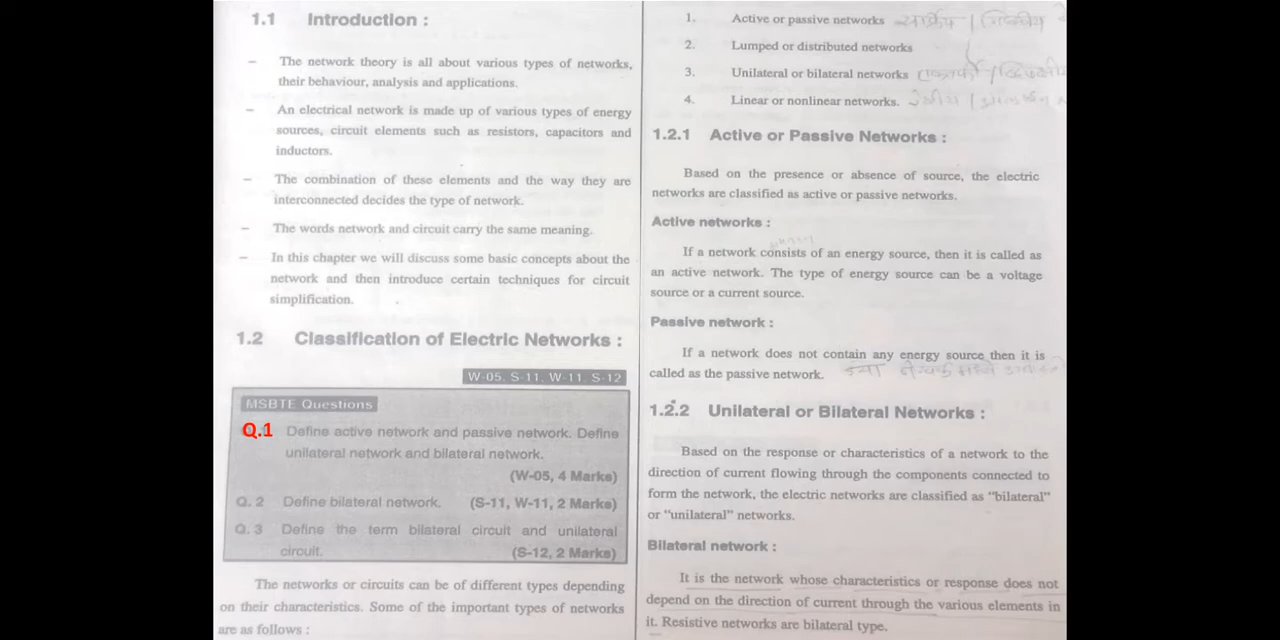 1.1 Introduction :
– The network theory is all about various types of networks,
their behaviour, analysis and applications.
– An electrical network is made up of various types of energy
sources, circuit elements such as resistors, capacitors and
inductors.
– The combination of these elements and the way they are
interconnected decides the type of network.
– The words network and circuit carry the same meaning.
– In this chapter we will discuss some basic concepts about the
network and then introduce certain techniques for circuit
simplification.
1.2 Classification of Electric Networks :
W-05, S-11, W-11, S-12
MSBTE Questions
Q.1 Define active network and passive network. Define
unilateral network and bilateral network.
(W-05, 4 Marks)
Q. 2 Define bilateral network. (S-11, W-11, 2 Marks)
Q. 3 Define the term bilateral circuit and unilateral
circuit. (S-12, 2 Marks)
The networks or circuits can be of different types depending
on their characteristics. Some of the important types of networks
are as follows :
1. Active or passive networks
2. Lumped or distributed networks
3. Unilateral or bilateral networks
4. Linear or nonlinear networks.
1.2.1 Active or Passive Networks :
Based on the presence or absence of source, the electric
networks are classified as active or passive networks.
Active networks :
If a network consists of an energy source, then it is called as
an active network. The type of energy source can be a voltage
source or a current source.
Passive network :
If a network does not contain any energy source then it is
called as the passive network.
1.2.2 Unilateral or Bilateral Networks :
Based on the response or characteristics of a network to the
direction of current flowing through the components connected to
form the network, the electric networks are classified as "bilateral"
or "unilateral" networks.
Bilateral network :
It is the network whose characteristics or response does not
depend on the direction of current through the various elements in
it. Resistive networks are bilateral type.